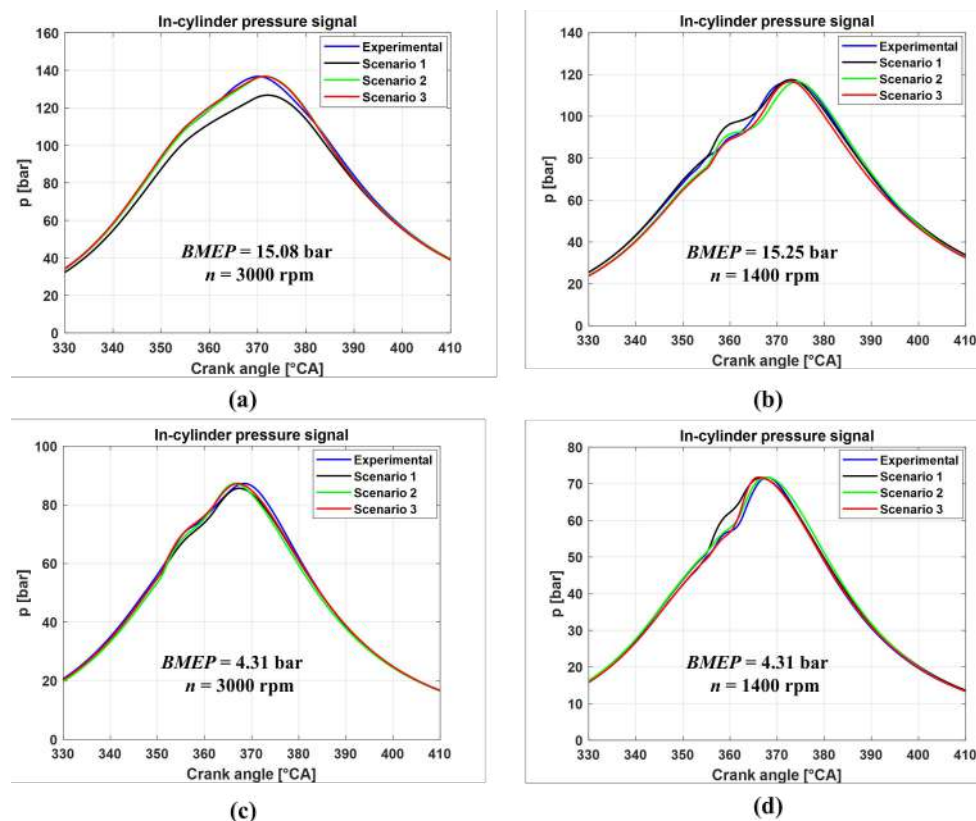 In-cylinder pressure signal
160
140
120
100
80
60
40
20
0
p [bar]
Experimental
Scenario 1
Scenario 2
Scenario 3
BMEP = 15.08 bar
n = 3000 rpm
330 340 350 360 370 380 390 400 410
Crank angle [°CA]
(a)
In-cylinder pressure signal
140
120
100
80
60
40
20
0
p [bar]
Experimental
Scenario 1
Scenario 2
Scenario 3
BMEP = 15.25 bar
n = 1400 rpm
330 340 350 360 370 380 390 400 410
Crank angle [°CA]
(b)
In-cylinder pressure signal
100
80
60
40
20
0
p [bar]
Experimental
Scenario 1
Scenario 2
Scenario 3
BMEP = 4.31 bar
n = 3000 rpm
330 340 350 360 370 380 390 400 410
Crank angle [°CA]
(c)
In-cylinder pressure signal
80
70
60
50
40
30
20
10
0
p [bar]
Experimental
Scenario 1
Scenario 2
Scenario 3
BMEP = 4.31 bar
n = 1400 rpm
330 340 350 360 370 380 390 400 410
Crank angle [°CA]
(d)